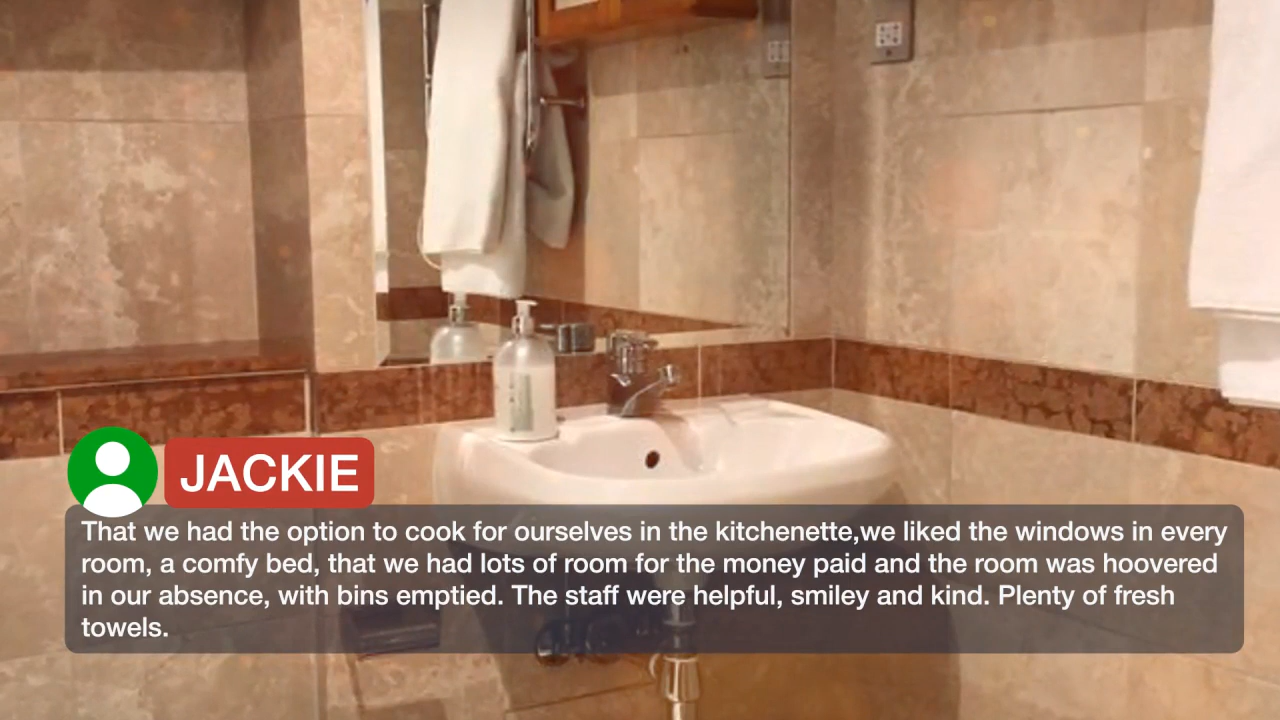 JACKIE
That we had the option to cook for ourselves in the kitchenette,we liked the windows in every
room, a comfy bed, that we had lots of room for the money paid and the room was hoovered
in our absence, with bins emptied. The staff were helpful, smiley and kind. Plenty of fresh
towels.